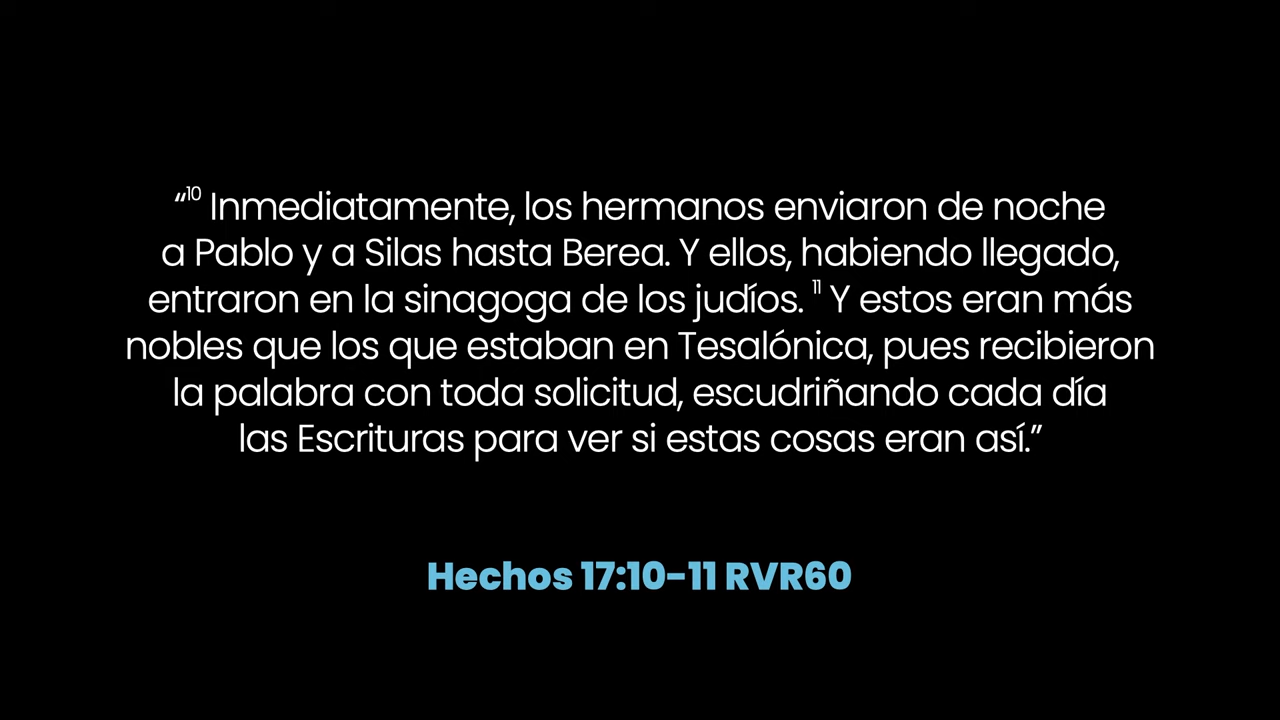 “10 Inmediatamente, los hermanos enviaron de noche
a Pablo y a Silas hasta Berea. Y ellos, habiendo llegado,
entraron en la sinagoga de los judíos. 11 Y estos eran más
nobles que los que estaban en Tesalónica, pues recibieron
la palabra con toda solicitud, escudriñando cada día
las Escrituras para ver si estas cosas eran así.”
Hechos 17:10-11 RVR60